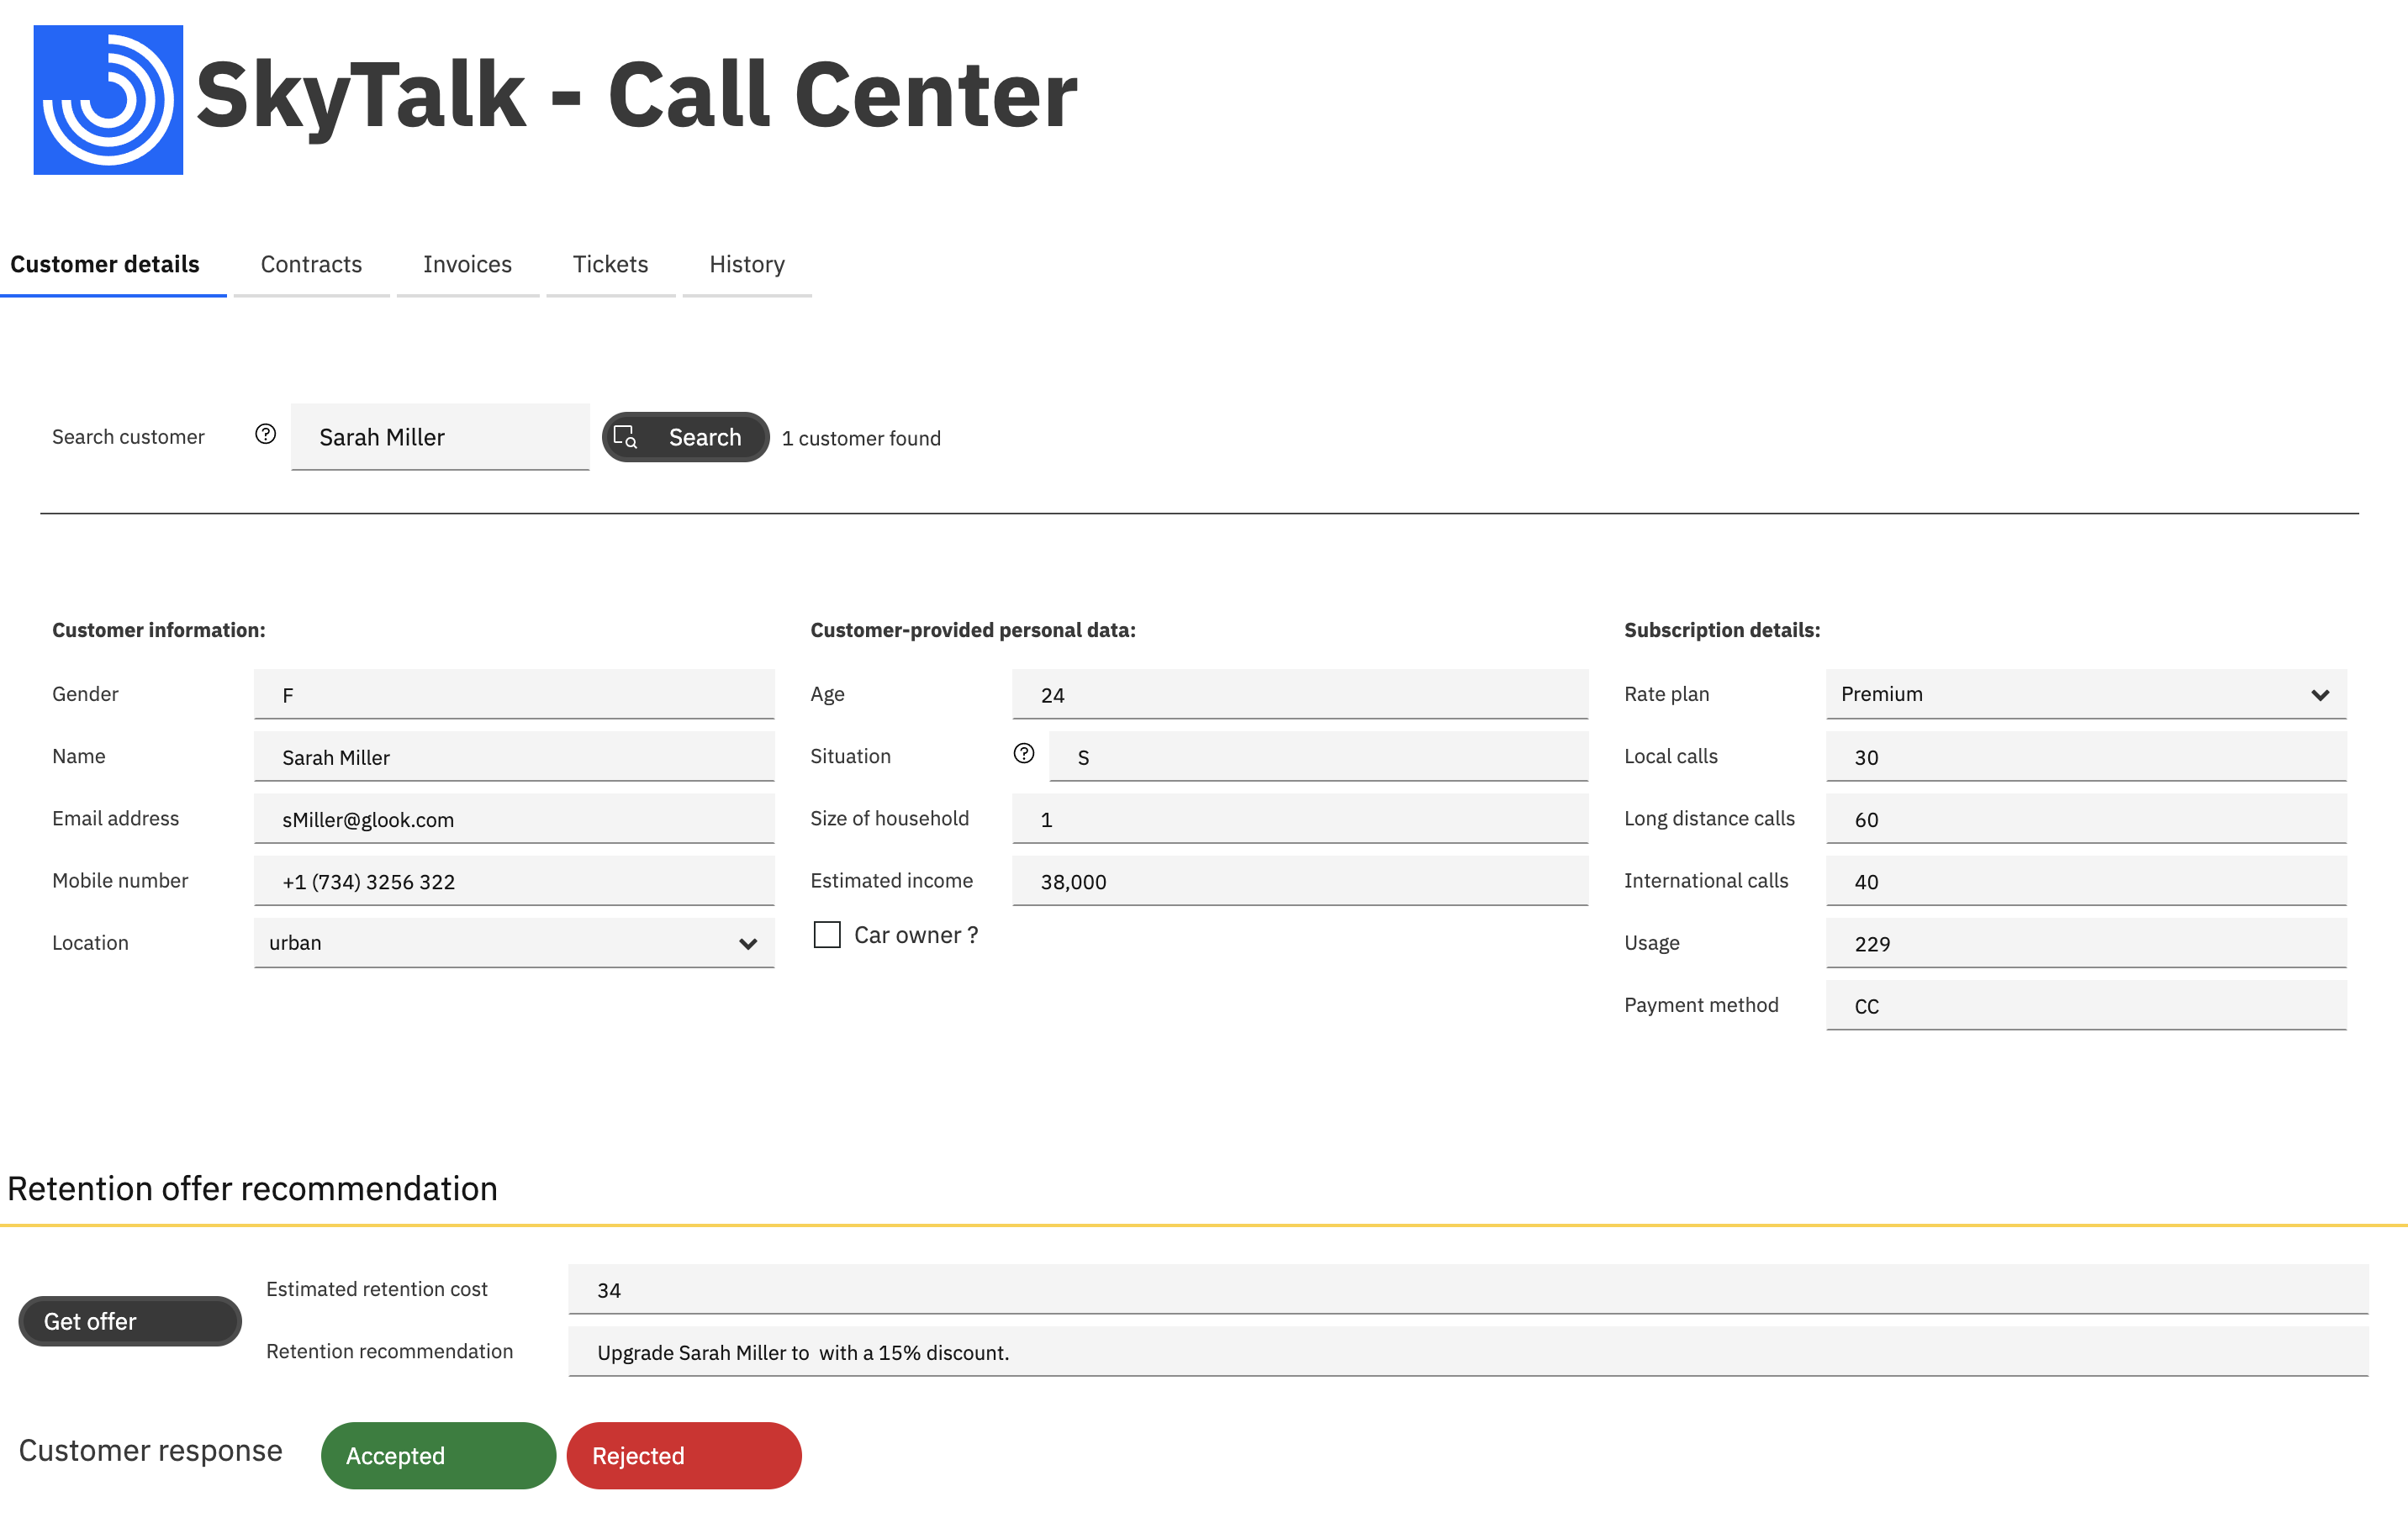 SkyTalk - Call Center
Customer details Contracts Invoices Tickets History
Search customer ? Sarah Miller Search 1 customer found
Customer information:
Gender F
Name Sarah Miller
Email address sMiller@glook.com
Mobile number +1 (734) 3256 322
Location urban
Customer-provided personal data:
Age 24
Situation ? S
Size of household 1
Estimated income 38,000
Car owner ?
Subscription details:
Rate plan Premium
Local calls 30
Long distance calls 60
International calls 40
Usage 229
Payment method CC
Retention offer recommendation
Get offer
Estimated retention cost 34
Retention recommendation Upgrade Sarah Miller to  with a 15% discount.
Customer response Accepted Rejected